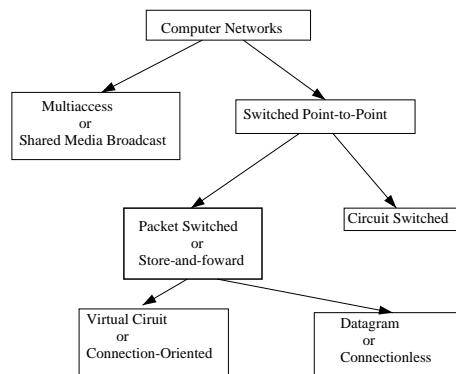 Computer Networks
Multiaccess
or
Shared Media Broadcast
Switched Point-to-Point
Packet Switched
or
Store-and-foward
Circuit Switched
Virtual Ciruit
or
Connection-Oriented
Datagram
or
Connectionless